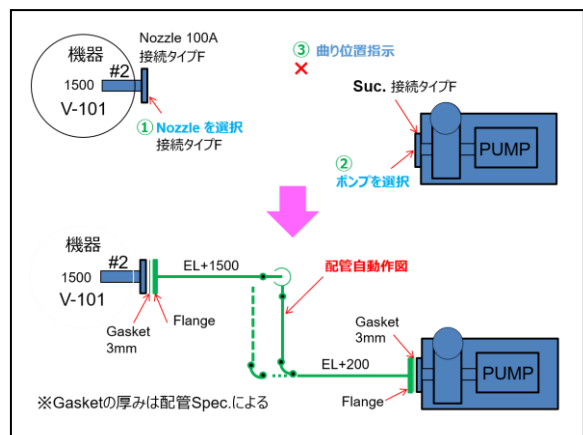 Nozzle 100A
接続タイプF
機器
#2
1500
V-101
① Nozzle を選択
接続タイプF
③ 曲り位置指示
Suc. 接続タイプF
PUMP
②
ポンプを選択
機器
#2
1500
V-101
EL+1500
配管自動作図
Gasket
3mm
Flange
Gasket
3mm
EL+200
PUMP
Flange
※Gasketの厚みは配管Spec.による